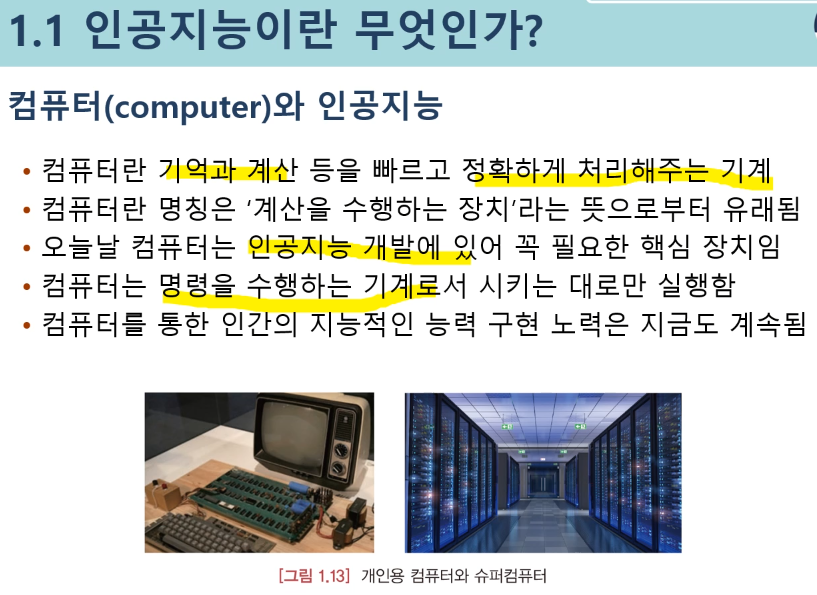 1.1 인공지능이란 무엇인가?
컴퓨터(computer)와 인공지능
• 컴퓨터란 기억과 계산 등을 빠르고 정확하게 처리해주는 기계
• 컴퓨터란 명칭은 ‘계산을 수행하는 장치’라는 뜻으로부터 유래됨
• 오늘날 컴퓨터는 인공지능 개발에 있어 꼭 필요한 핵심 장치임
• 컴퓨터는 명령을 수행하는 기계로서 시키는 대로만 실행함
• 컴퓨터를 통한 인간의 지능적인 능력 구현 노력은 지금도 계속됨
[그림 1.13] 개인용 컴퓨터와 슈퍼컴퓨터